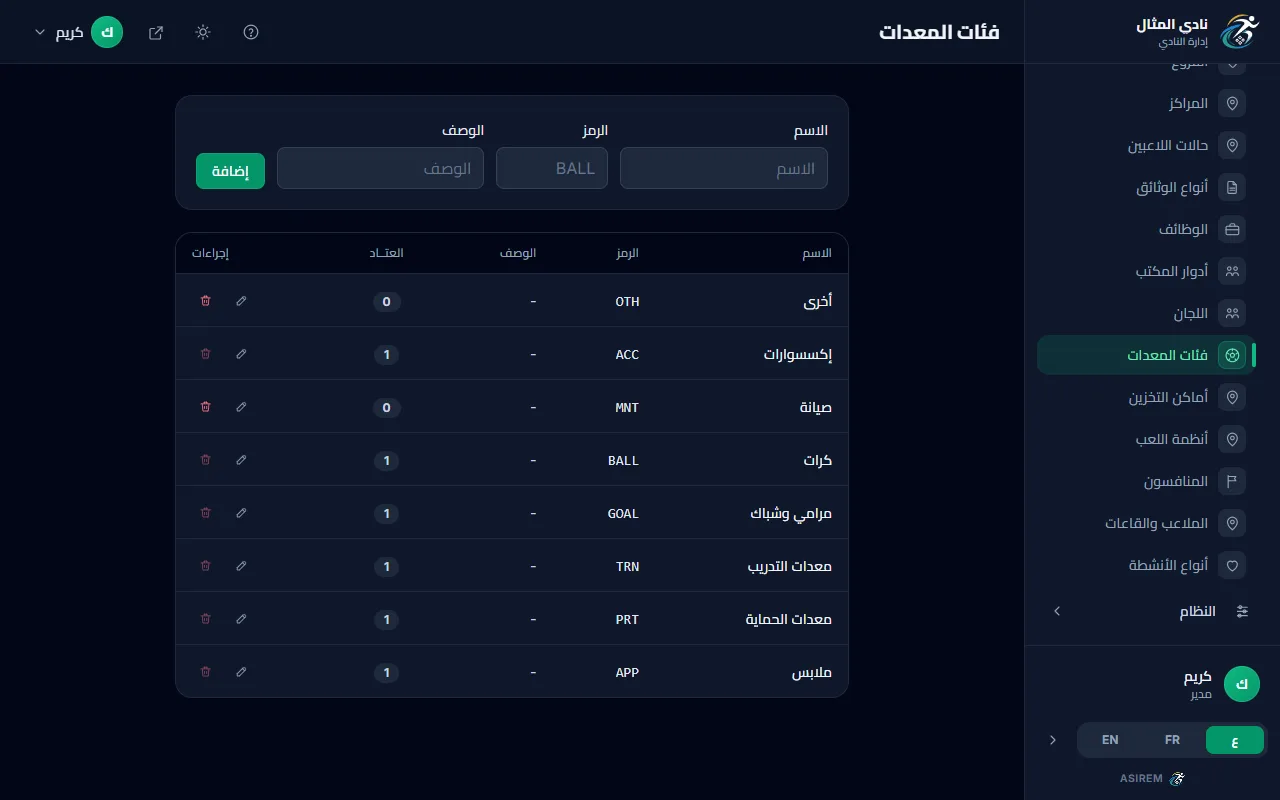 نادي المثال
إدارة النادي
فئات المعدات
ك
كريم
الفروع
المراكز
حالات اللاعبين
أنواع الوثائق
الوظائف
أدوار المكتب
اللجان
فئات المعدات
أماكن التخزين
أنظمة اللعب
المنافسون
الملاعب والقاعات
أنواع الأنشطة
النظام
ك
كريم
مدير
ع FR EN
ASIREM
الاسم الرمز الوصف
الاسم BALL الوصف إضافة
الاسم الرمز الوصف العتــاد إجراءات
أخرى OTH - 0
إكسسوارات ACC - 1
صيانة MNT - 0
كرات BALL - 1
مرامي وشباك GOAL - 1
معدات التدريب TRN - 1
معدات الحماية PRT - 1
ملابس APP - 1